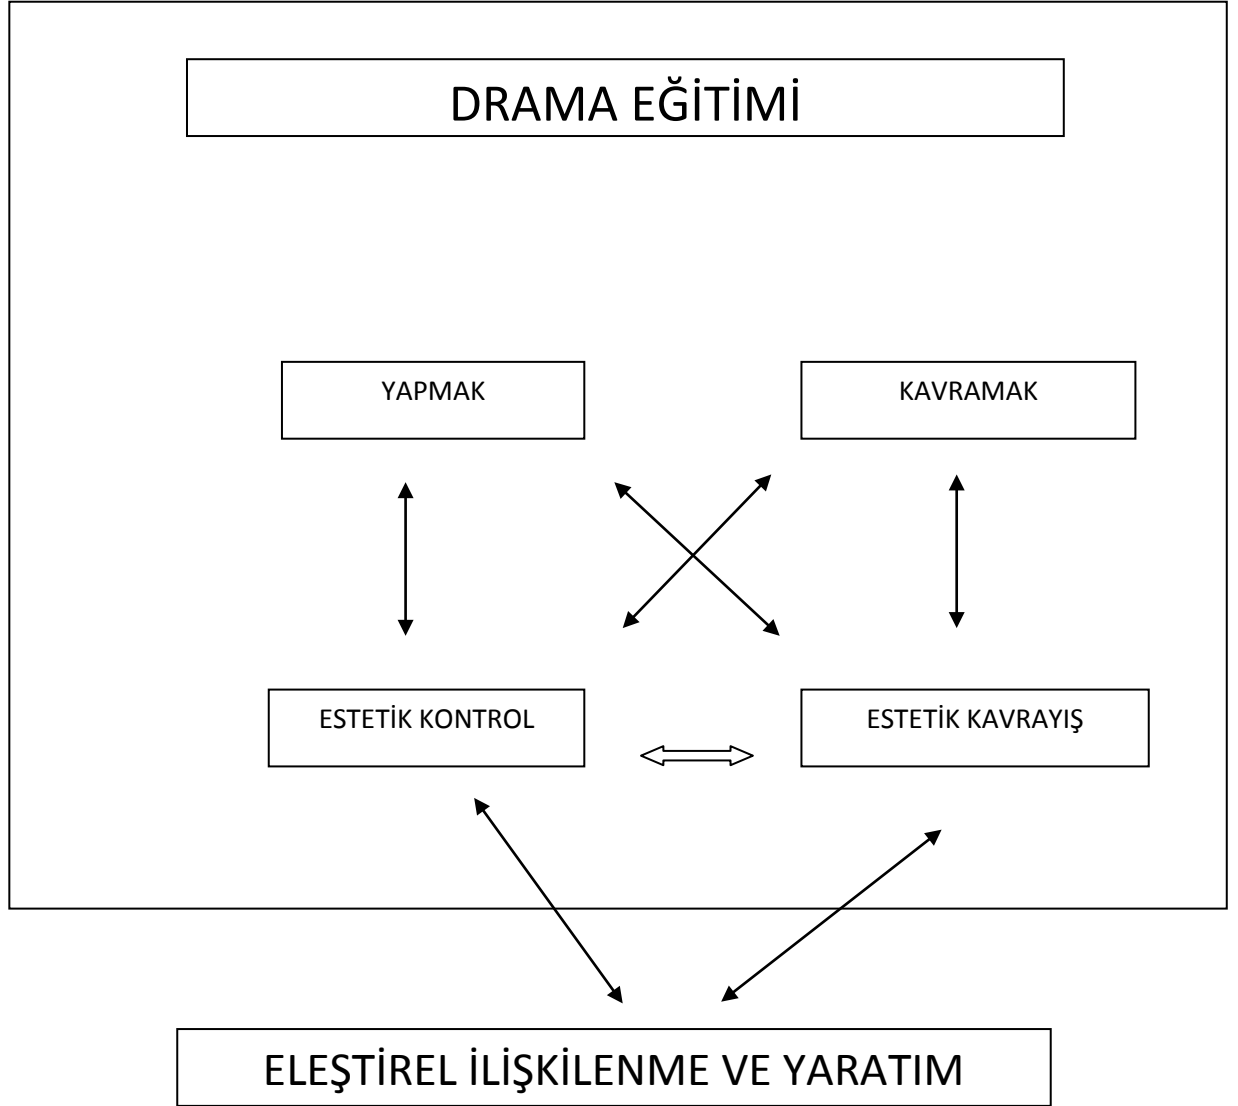 DRAMA EĞİTİMİ
YAPMAK
KAVRAMAK
ESTETİK KONTROL
ESTETİK KAVRAYIŞ
ELEŞTİREL İLİŞKİLENME VE YARATIM